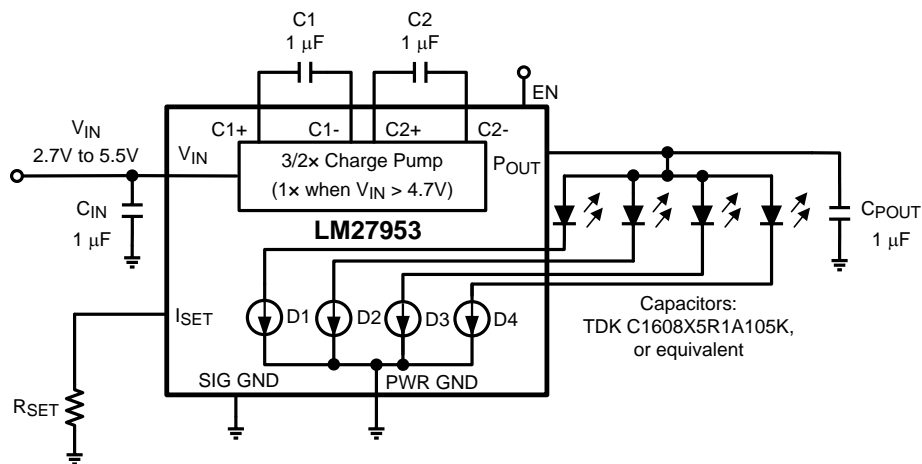 C1
1 μF
C2
1 μF
EN
C1+
C1-
C2+
C2-
VIN
2.7V to 5.5V
VIN
3/2× Charge Pump
(1× when VIN > 4.7V)
POUT
LM27953
CIN
1 μF
CPOUT
1 μF
ISET
D1
D2
D3
D4
Capacitors:
TDK C1608X5R1A105K,
or equivalent
SIG GND
PWR GND
RSET